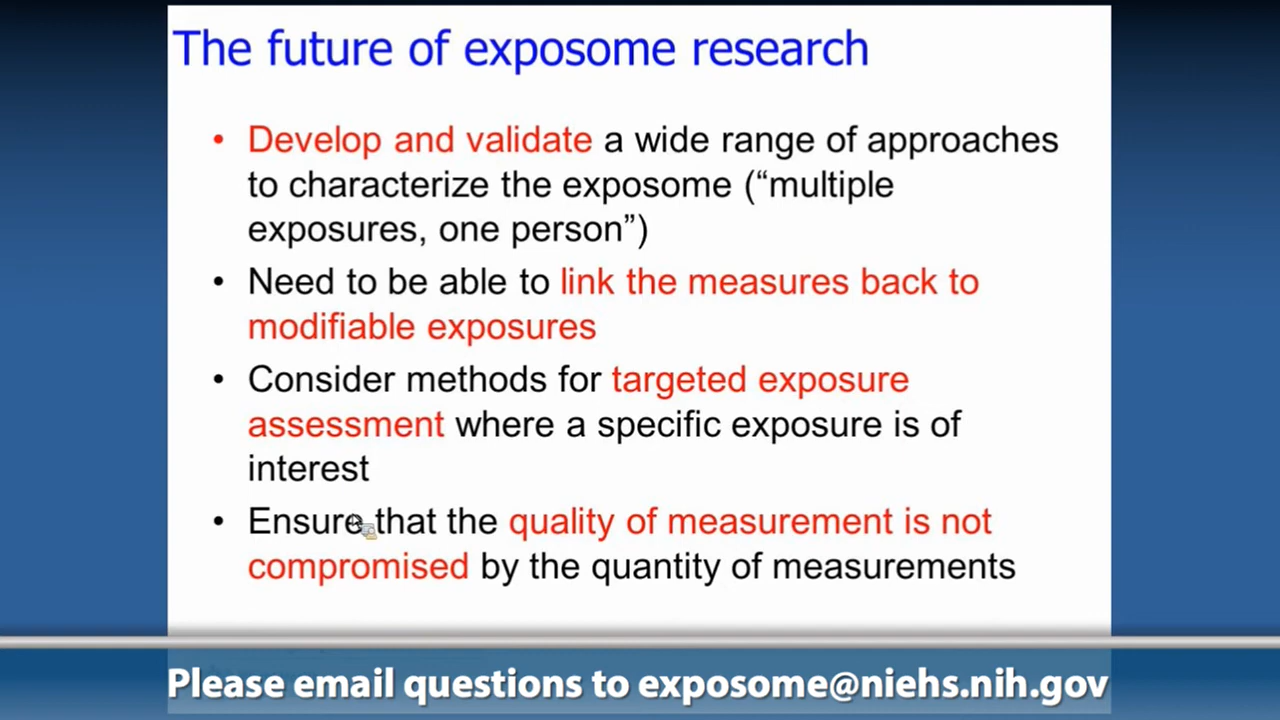 The future of exposome research
• Develop and validate a wide range of approaches
to characterize the exposome (“multiple
exposures, one person”)
• Need to be able to link the measures back to
modifiable exposures
• Consider methods for targeted exposure
assessment where a specific exposure is of
interest
• Ensure that the quality of measurement is not
compromised by the quantity of measurements
Please email questions to exposome@niehs.nih.gov